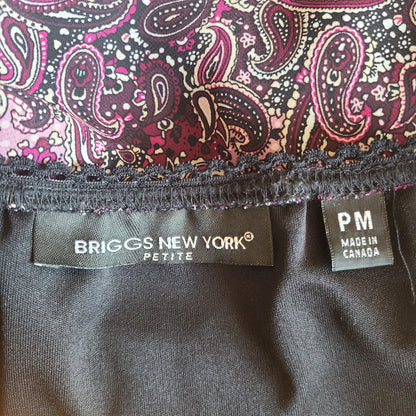 BRIGGS NEW YORK®
PETITE
PM
MADE IN
CANADA